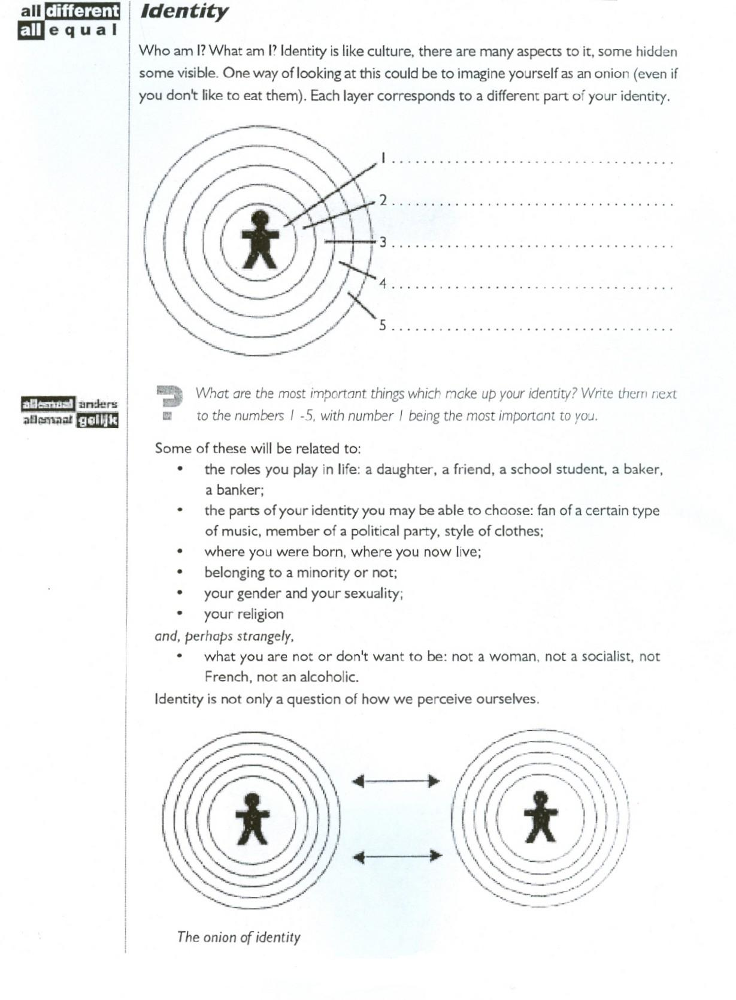 all different
all equal
Identity
Who am I? What am I? Identity is like culture, there are many aspects to it, some hidden
some visible. One way of looking at this could be to imagine yourself as an onion (even if
you don't like to eat them). Each layer corresponds to a different part of your identity.
1 ........................................
2 ........................................
3 ........................................
4 ........................................
5 ........................................
allemaal anders
allemaal gelijk
? What are the most important things which make up your identity? Write them next
to the numbers 1 -5, with number 1 being the most important to you.
Some of these will be related to:
• the roles you play in life: a daughter, a friend, a school student, a baker,
a banker;
• the parts of your identity you may be able to choose: fan of a certain type
of music, member of a political party, style of clothes;
• where you were born, where you now live;
• belonging to a minority or not;
• your gender and your sexuality;
• your religion
and, perhaps strangely,
• what you are not or don't want to be: not a woman, not a socialist, not
French, not an alcoholic.
Identity is not only a question of how we perceive ourselves.
The onion of identity